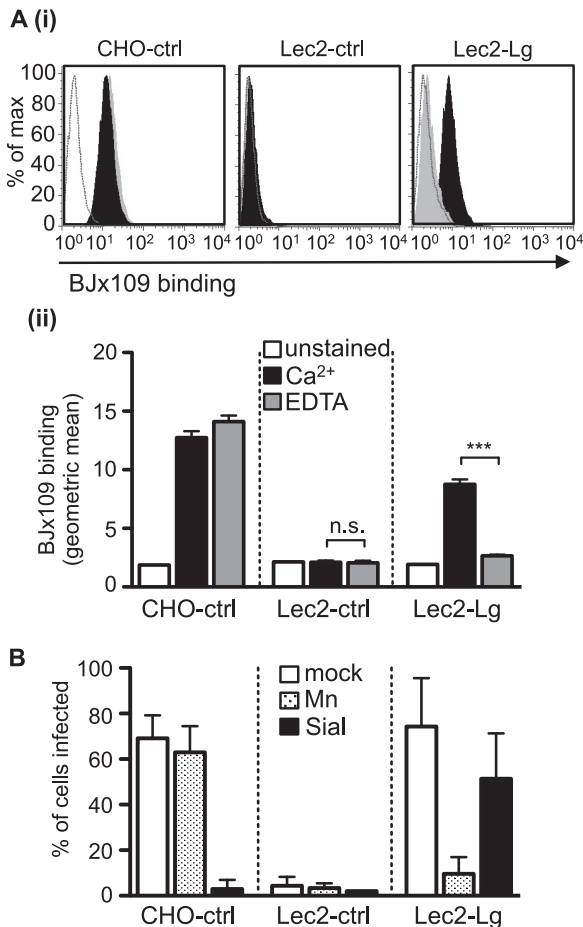 A (i)
CHO-ctrl Lec2-ctrl Lec2-Lg
% of max
100
80
60
40
20
0
10⁰ 10¹ 10² 10³ 10⁴ 10⁰ 10¹ 10² 10³ 10⁴ 10⁰ 10¹ 10² 10³ 10⁴
BJx109 binding
(ii)
BJx109 binding
(geometric mean)
20
15
10
5
0
unstained
Ca²⁺
EDTA
n.s.
***
CHO-ctrl Lec2-ctrl Lec2-Lg
B
% of cells infected
100
80
60
40
20
0
mock
Mn
Sial
CHO-ctrl Lec2-ctrl Lec2-Lg